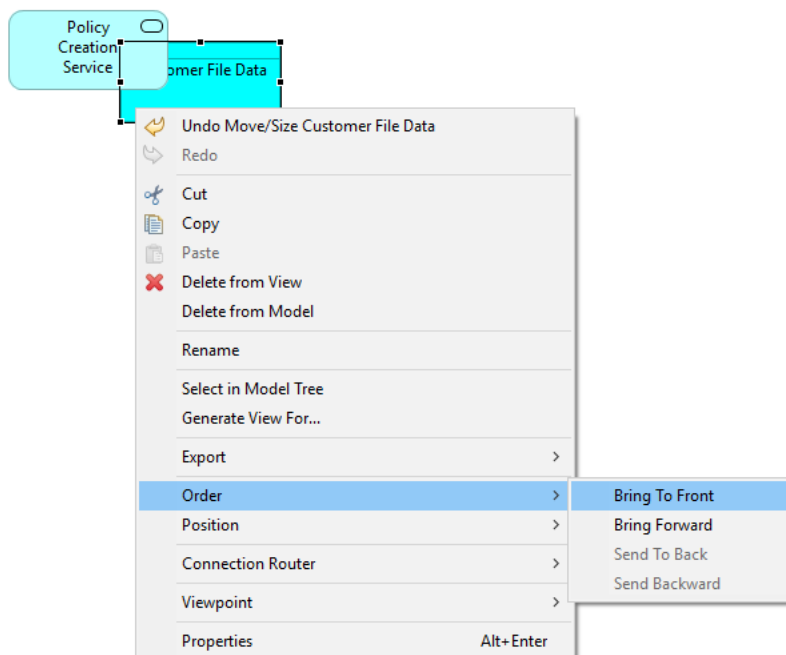 Policy
Creation
Service
omer File Data
Undo Move/Size Customer File Data
Redo
Cut
Copy
Paste
Delete from View
Delete from Model
Rename
Select in Model Tree
Generate View For...
Export
Order
Bring To Front
Position
Bring Forward
Send To Back
Connection Router
Send Backward
Viewpoint
Properties Alt+Enter